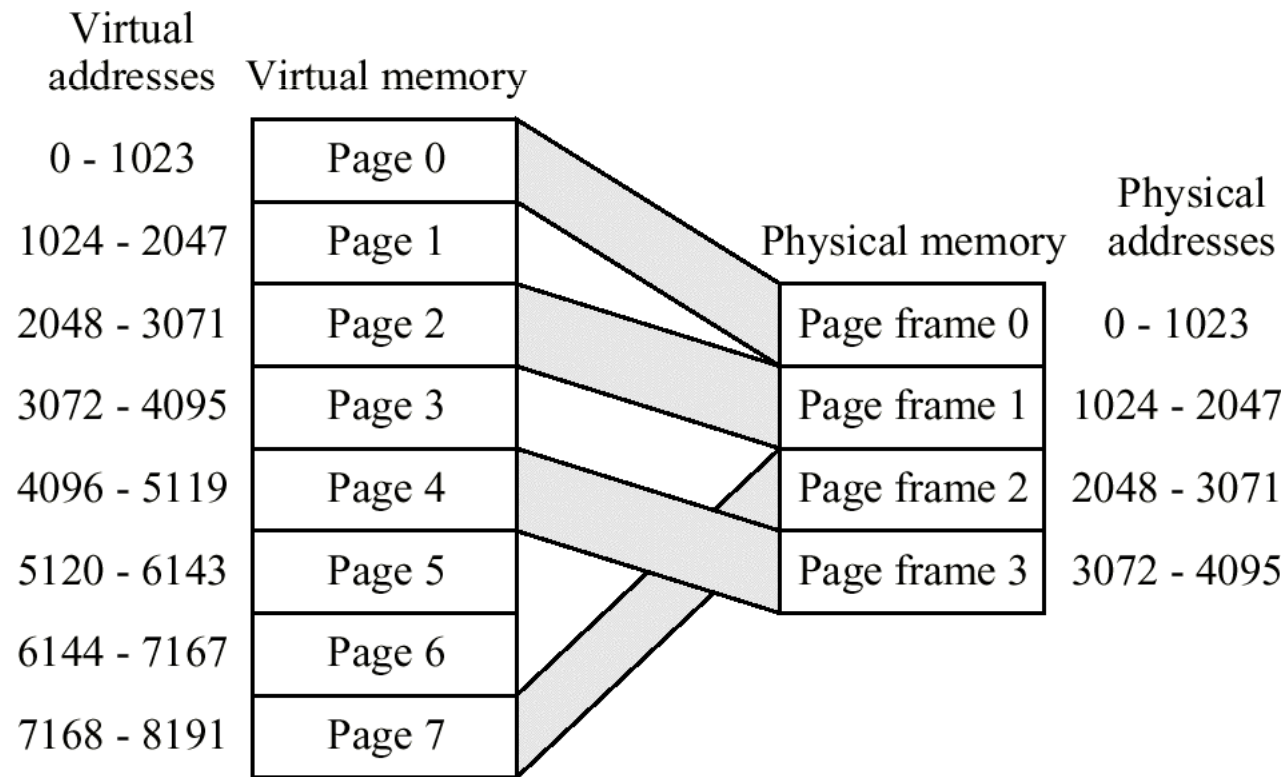 Virtual
addresses
Virtual memory
0 - 1023
Page 0
1024 - 2047
Page 1
2048 - 3071
Page 2
3072 - 4095
Page 3
4096 - 5119
Page 4
5120 - 6143
Page 5
6144 - 7167
Page 6
7168 - 8191
Page 7
Physical memory
Physical
addresses
Page frame 0
0 - 1023
Page frame 1
1024 - 2047
Page frame 2
2048 - 3071
Page frame 3
3072 - 4095